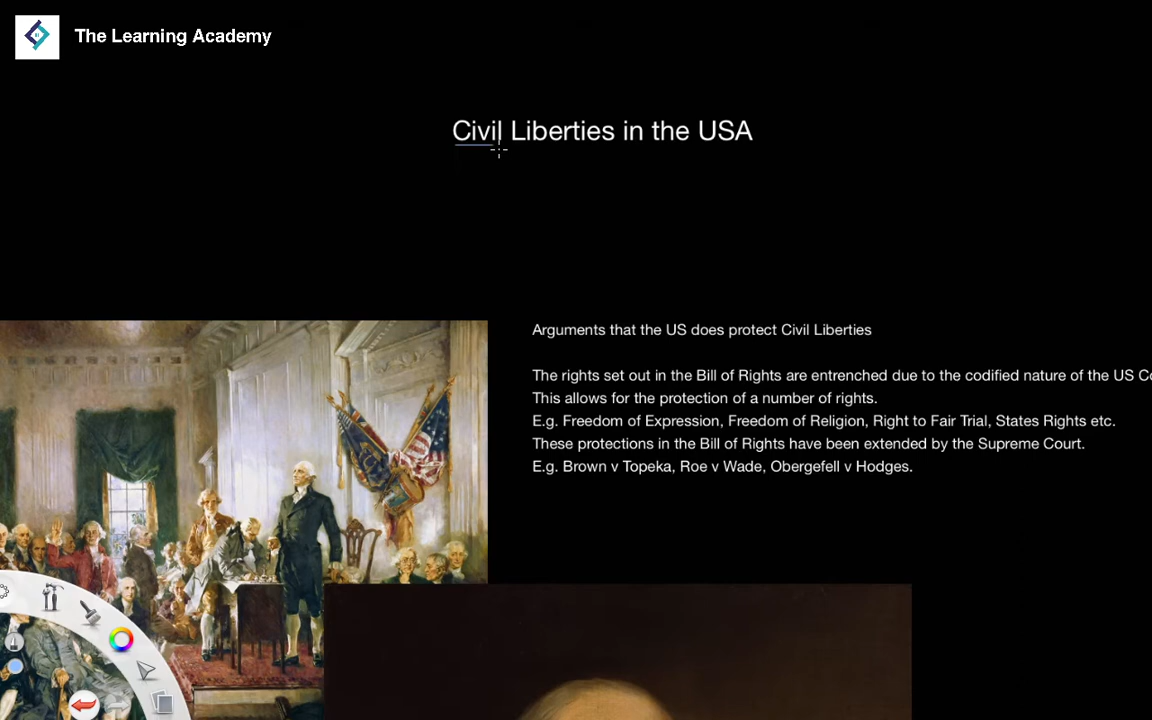 The Learning Academy
Civil Liberties in the USA
Arguments that the US does protect Civil Liberties
The rights set out in the Bill of Rights are entrenched due to the codified nature of the US Co
This allows for the protection of a number of rights.
E.g. Freedom of Expression, Freedom of Religion, Right to Fair Trial, States Rights etc.
These protections in the Bill of Rights have been extended by the Supreme Court.
E.g. Brown v Topeka, Roe v Wade, Obergefell v Hodges.